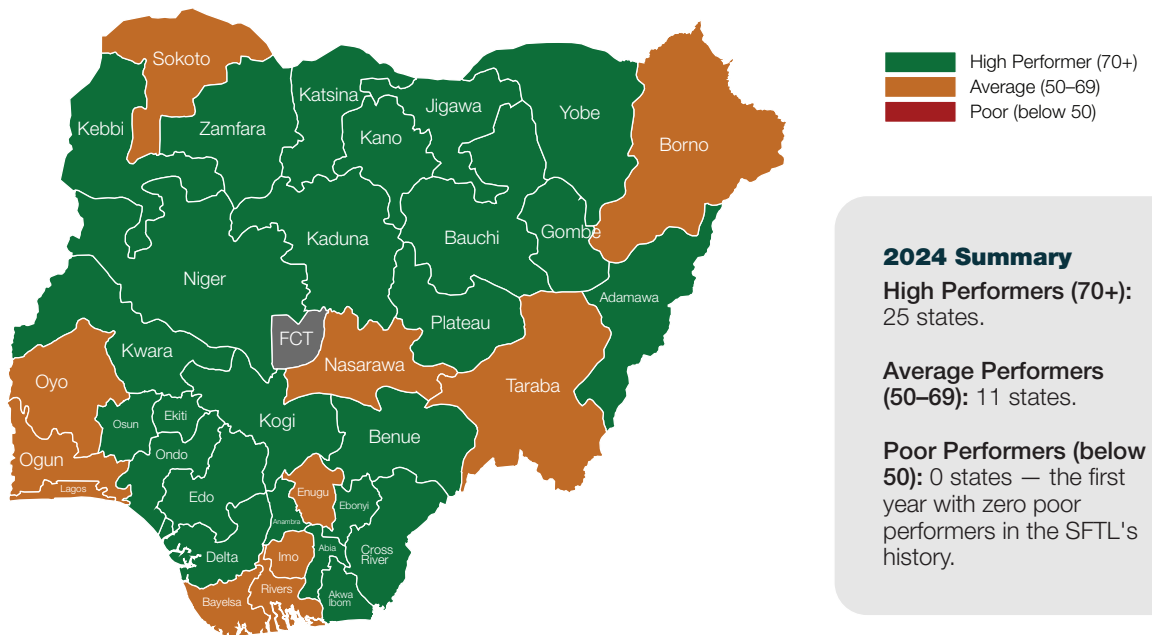 Sokoto
Kebbi
Zamfara
Katsina
Kano
Jigawa
Yobe
Borno
Niger
Kaduna
Bauchi
Gombe
Adamawa
FCT
Plateau
Kwara
Nasarawa
Taraba
Oyo
Osun
Ekiti
Kogi
Benue
Ogun
Ondo
Lagos
Edo
Enugu
Ebonyi
Anambra
Delta
Imo
Abia
Cross
River
Bayelsa
Rivers
Akwa
Ibom
High Performer (70+)
Average (50–69)
Poor (below 50)
2024 Summary
High Performers (70+):
25 states.
Average Performers
(50–69): 11 states.
Poor Performers (below
50): 0 states — the first
year with zero poor
performers in the SFTL's
history.